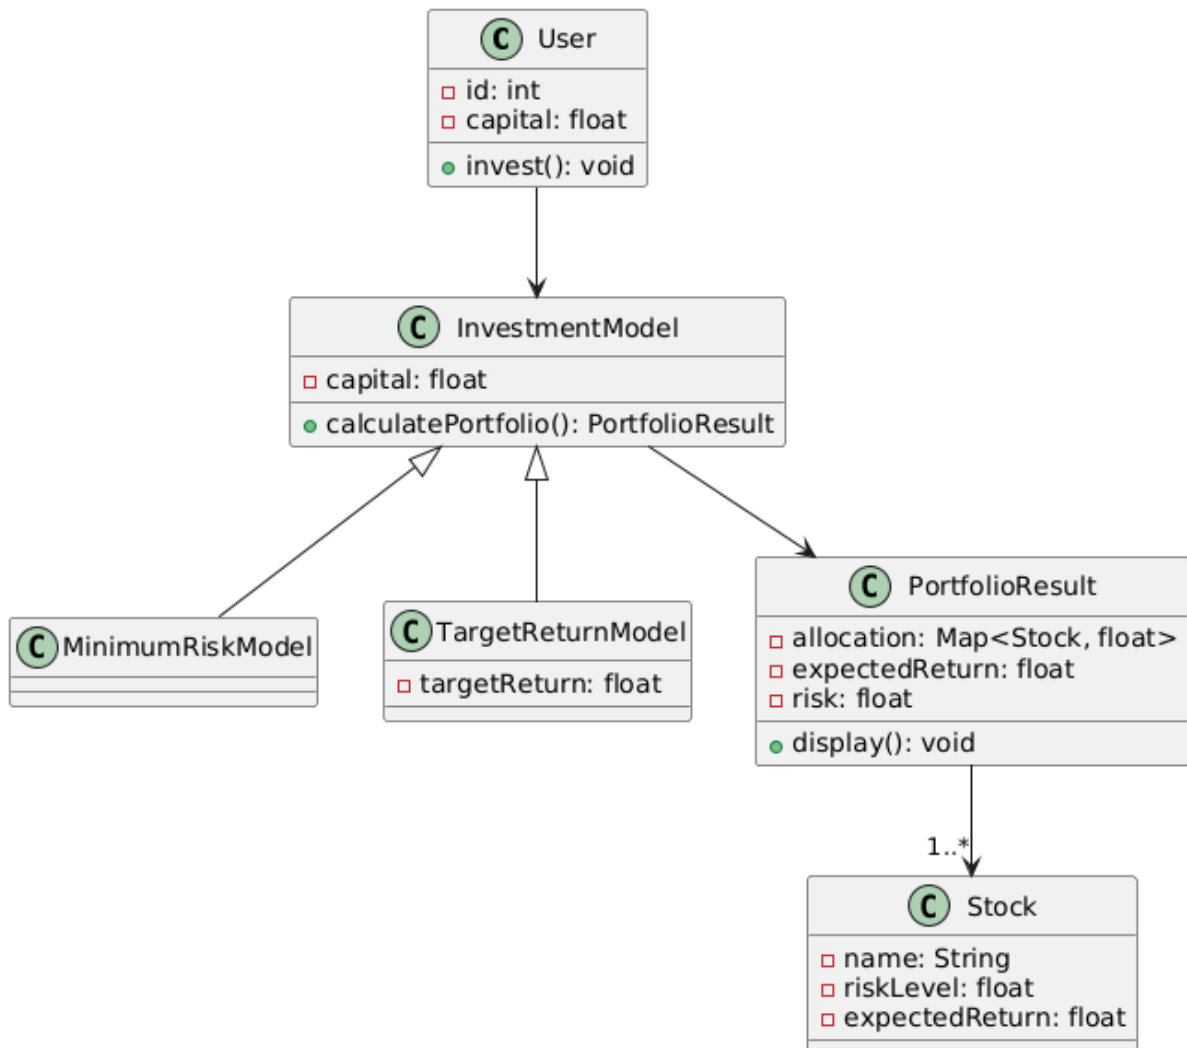 C User
id: int
capital: float
invest(): void
C InvestmentModel
capital: float
calculatePortfolio(): PortfolioResult
C MinimumRiskModel
C TargetReturnModel
targetReturn: float
C PortfolioResult
allocation: Map<Stock, float>
expectedReturn: float
risk: float
display(): void
1..*
C Stock
name: String
riskLevel: float
expectedReturn: float